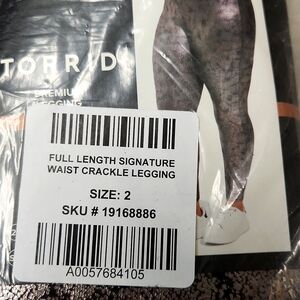 TORRID
PREMIUM
LEGGING
FULL LENGTH SIGNATURE
WAIST CRACKLE LEGGING
SIZE: 2
SKU # 19168886
A0057684105